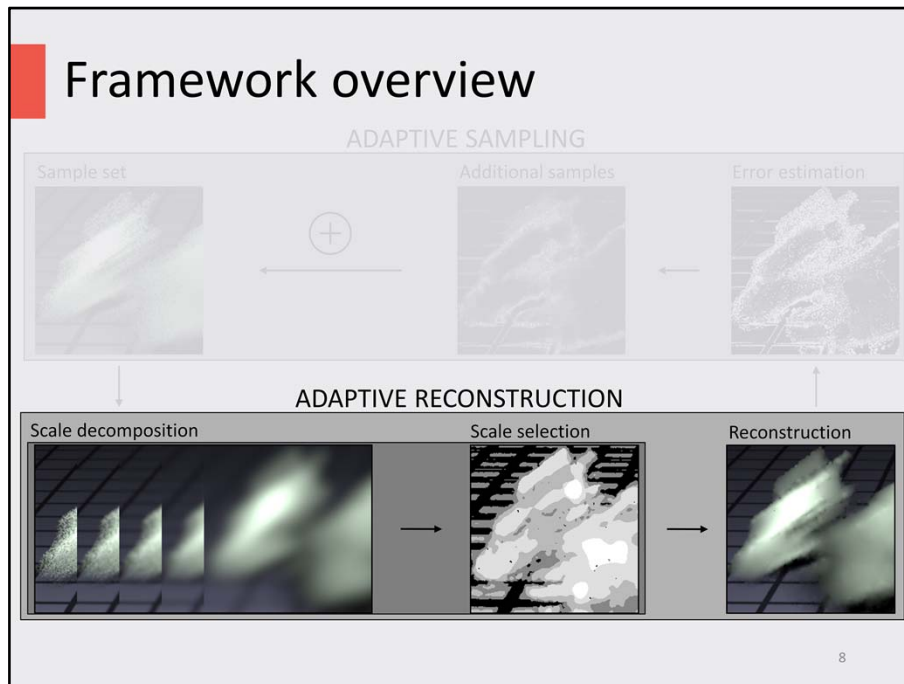 Framework overview
ADAPTIVE SAMPLING
Sample set
Additional samples
Error estimation
ADAPTIVE RECONSTRUCTION
Scale decomposition
Scale selection
Reconstruction
8